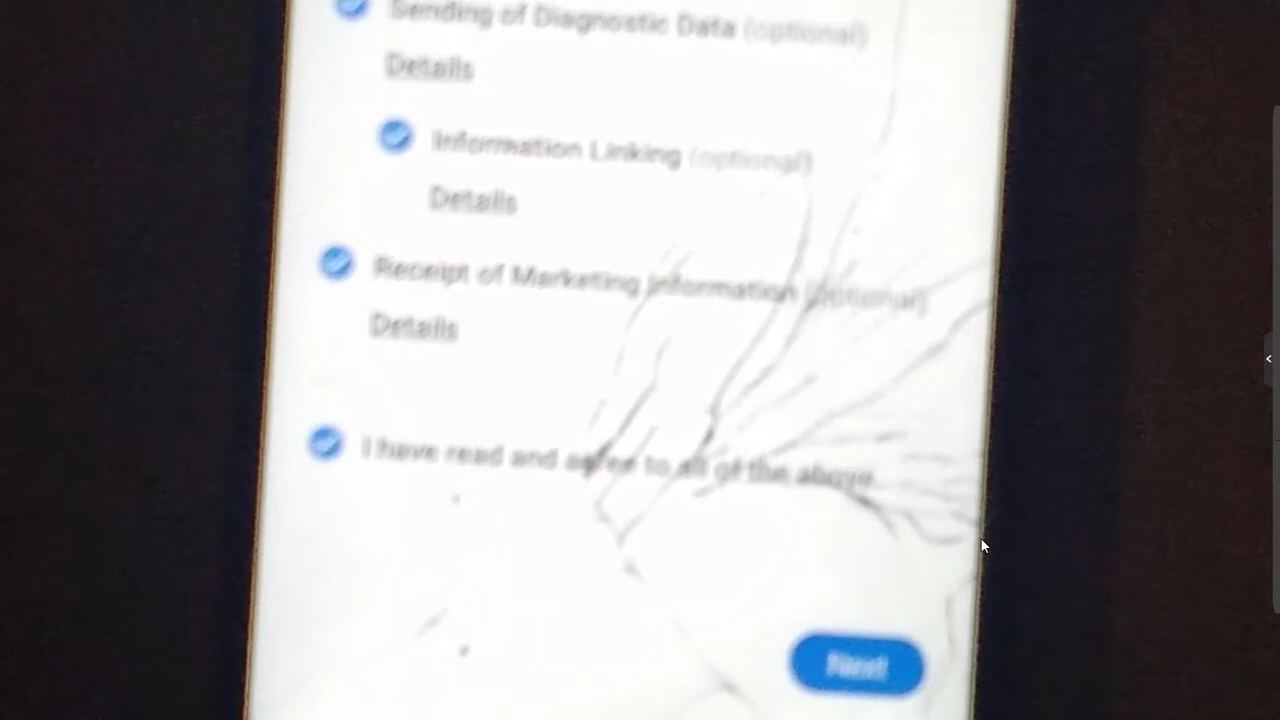 Sending of Diagnostic Data (optional)
Details
Information Linking (optional)
Details
Receipt of Marketing Information (optional)
Details
I have read and agree to all of the above
Next